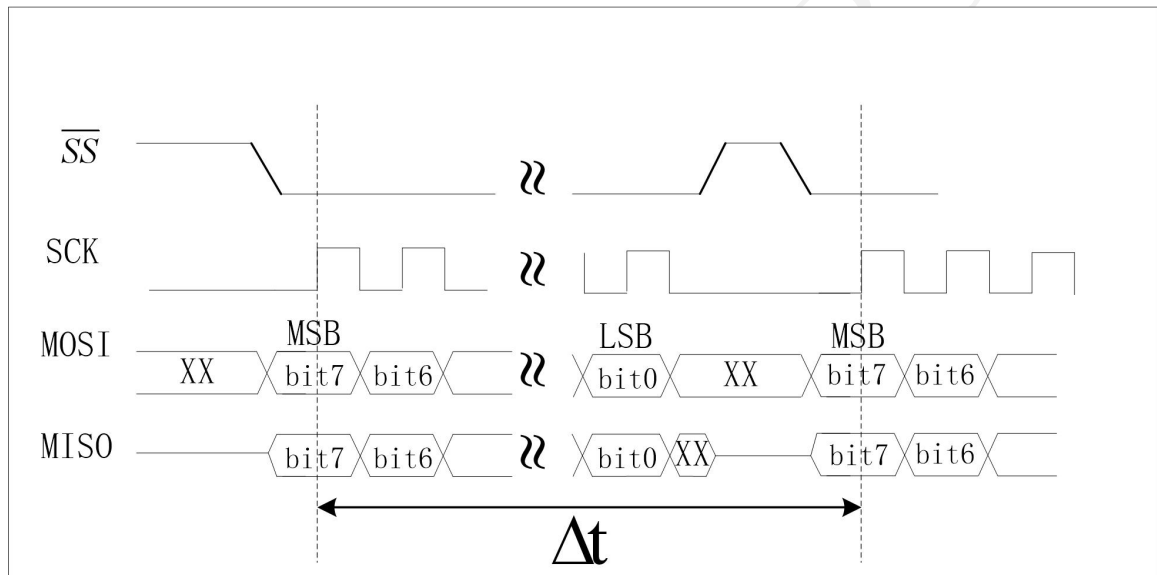 SS
SCK
MOSI MSB LSB MSB
XX bit7 bit6 bit0 XX bit7 bit6
MISO bit7 bit6 bit0 XX bit7 bit6
Δt